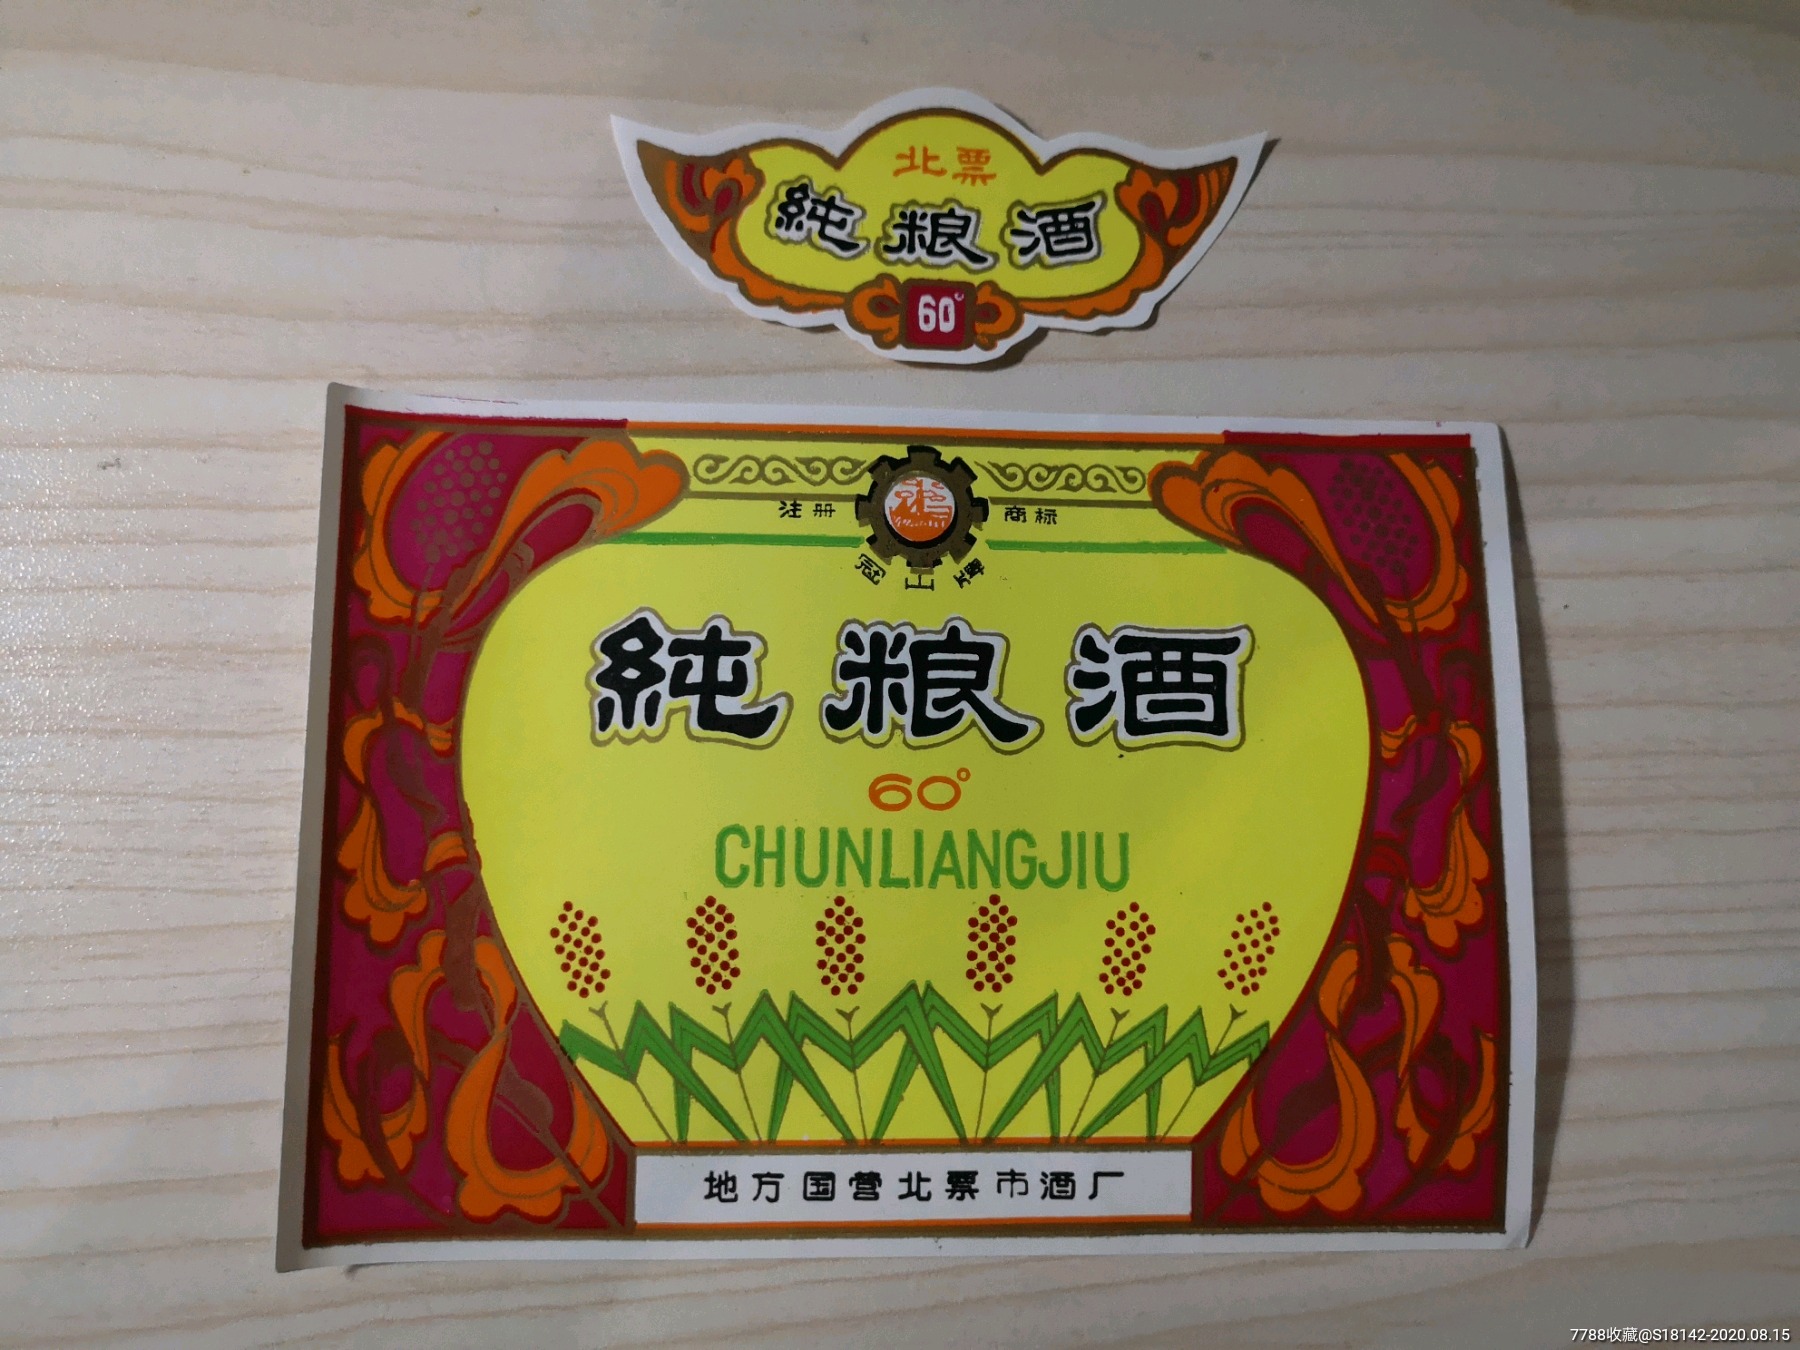 北票
純粮酒
60°
注册 商标
冠山牌
純粮酒
60°
CHUNLIANGJIU
地方国营北票市酒厂
7788收藏@S18142-2020.08.15